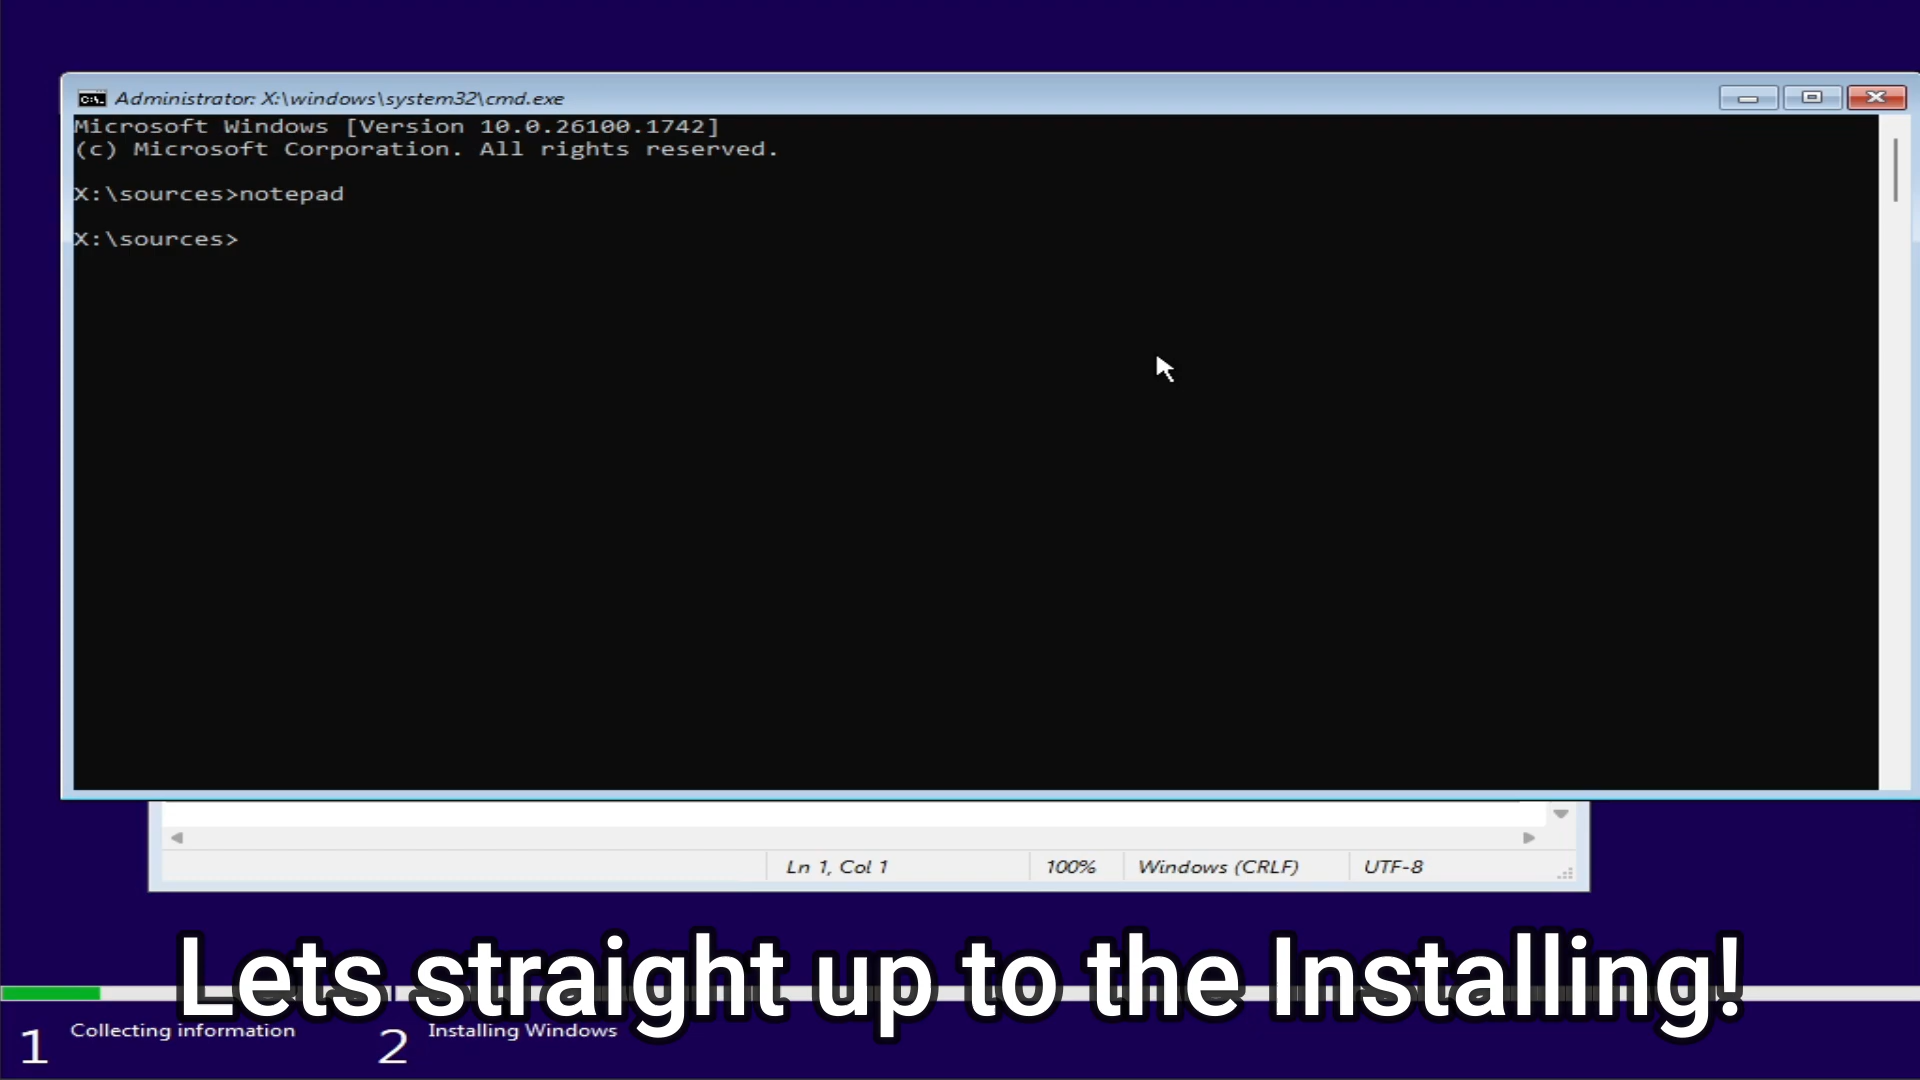 Administrator: X:\windows\system32\cmd.exe
Microsoft Windows [Version 10.0.26100.1742]
(c) Microsoft Corporation. All rights reserved.
X:\sources>notepad
X:\sources>
Ln 1, Col 1
100%
Windows (CRLF)
UTF-8
Lets straight up to the Installing!
1 Collecting information
2 Installing Windows